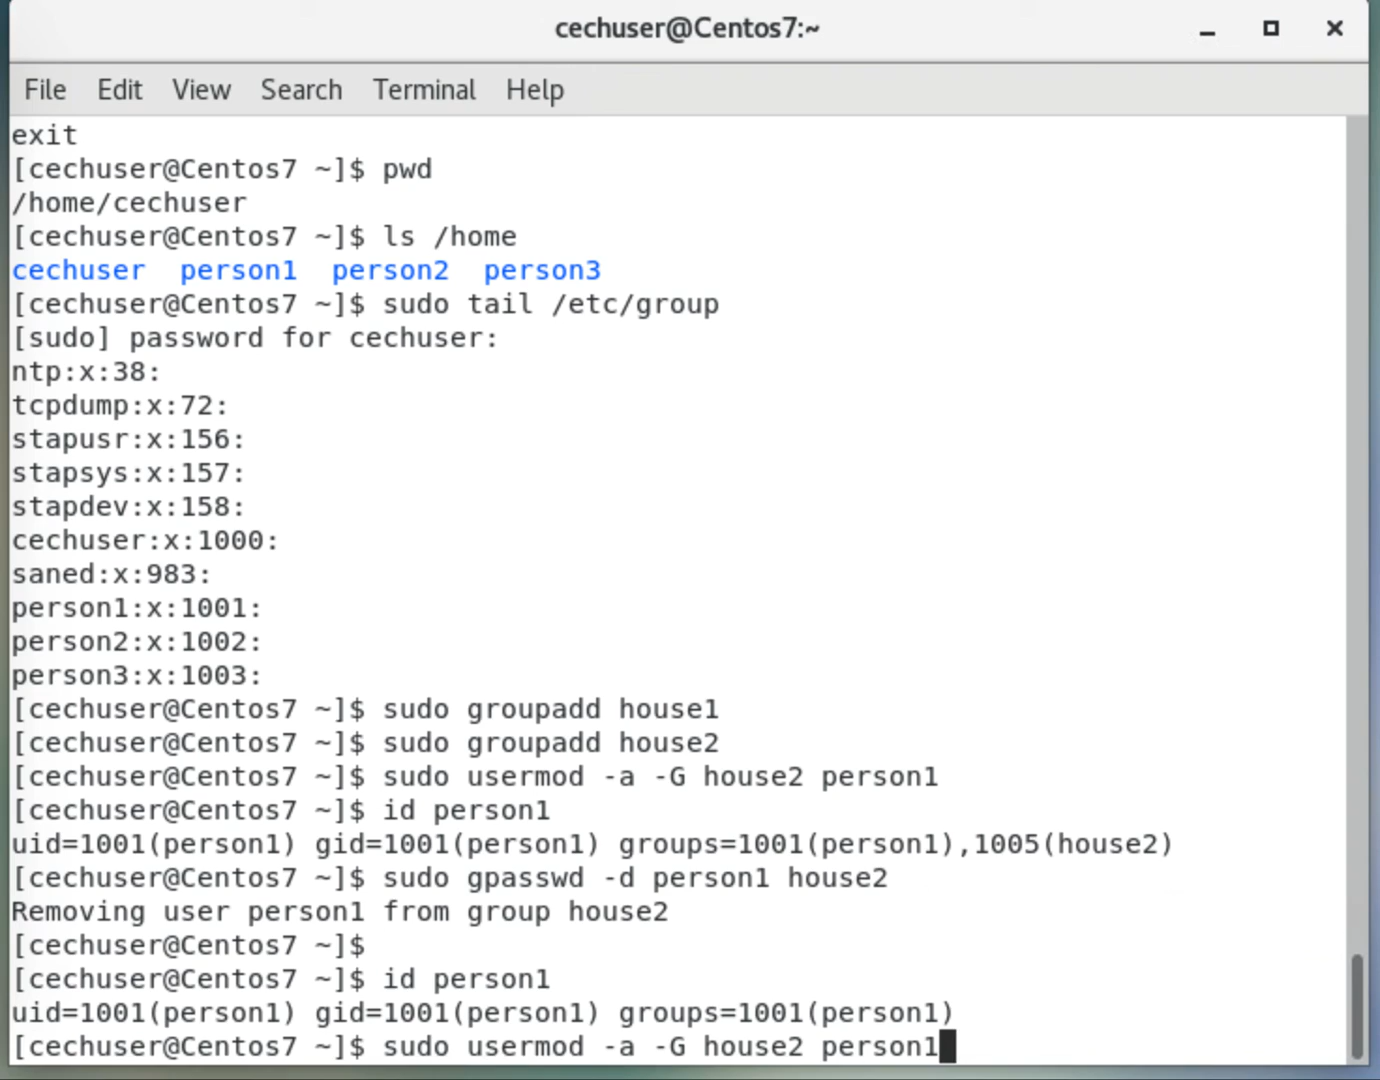 cechuser@Centos7:~
File Edit View Search Terminal Help
exit
[cechuser@Centos7 ~]$ pwd
/home/cechuser
[cechuser@Centos7 ~]$ ls /home
cechuser  person1  person2  person3
[cechuser@Centos7 ~]$ sudo tail /etc/group
[sudo] password for cechuser:
ntp:x:38:
tcpdump:x:72:
stapusr:x:156:
stapsys:x:157:
stapdev:x:158:
cechuser:x:1000:
saned:x:983:
person1:x:1001:
person2:x:1002:
person3:x:1003:
[cechuser@Centos7 ~]$ sudo groupadd house1
[cechuser@Centos7 ~]$ sudo groupadd house2
[cechuser@Centos7 ~]$ sudo usermod -a -G house2 person1
[cechuser@Centos7 ~]$ id person1
uid=1001(person1) gid=1001(person1) groups=1001(person1),1005(house2)
[cechuser@Centos7 ~]$ sudo gpasswd -d person1 house2
Removing user person1 from group house2
[cechuser@Centos7 ~]$
[cechuser@Centos7 ~]$ id person1
uid=1001(person1) gid=1001(person1) groups=1001(person1)
[cechuser@Centos7 ~]$ sudo usermod -a -G house2 person1